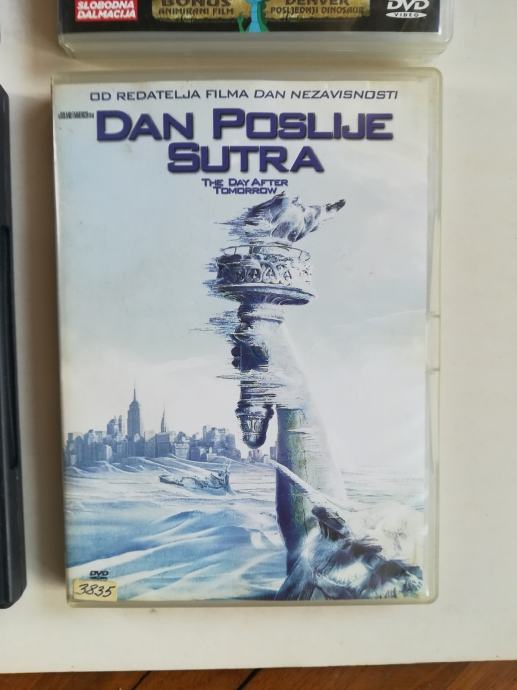 SLOBODNA
DALMACIJA
BONUS
ANIMIRANI FILM
DENVER
POSLJEDNJI DINOSAUR
DVD
VIDEO
OD REDATELJA FILMA DAN NEZAVISNOSTI
DAN POSLIJE
SUTRA
THE DAY AFTER
TOMORROW
DVD
3835